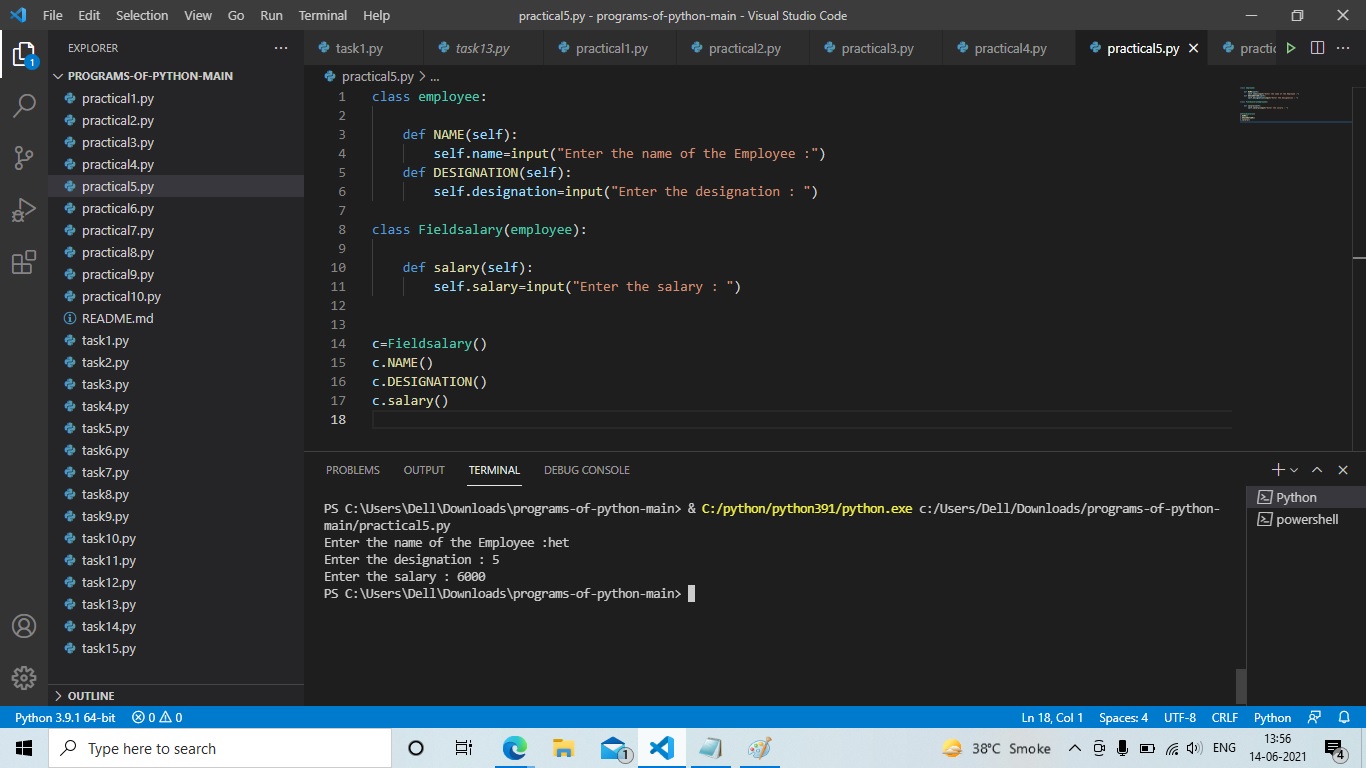 File Edit Selection View Go Run Terminal Help practical5.py - programs-of-python-main - Visual Studio Code
EXPLORER
PROGRAMS-OF-PYTHON-MAIN
practical1.py
practical2.py
practical3.py
practical4.py
practical5.py
practical6.py
practical7.py
practical8.py
practical9.py
practical10.py
README.md
task1.py
task2.py
task3.py
task4.py
task5.py
task6.py
task7.py
task8.py
task9.py
task10.py
task11.py
task12.py
task13.py
task14.py
task15.py
OUTLINE
task1.py task13.py practical1.py practical2.py practical3.py practical4.py practical5.py practic
practical5.py > ...
1 class employee:
2
3 def NAME(self):
4 self.name=input("Enter the name of the Employee :")
5 def DESIGNATION(self):
6 self.designation=input("Enter the designation : ")
7
8 class Fieldsalary(employee):
9
10 def salary(self):
11 self.salary=input("Enter the salary : ")
12
13
14 c=Fieldsalary()
15 c.NAME()
16 c.DESIGNATION()
17 c.salary()
18
PROBLEMS OUTPUT TERMINAL DEBUG CONSOLE
PS C:\Users\Dell\Downloads\programs-of-python-main> & C:/python/python391/python.exe c:/Users/Dell/Downloads/programs-of-python-
main/practical5.py
Enter the name of the Employee :het
Enter the designation : 5
Enter the salary : 6000
PS C:\Users\Dell\Downloads\programs-of-python-main>
Python
powershell
Python 3.9.1 64-bit 0 0 Ln 18, Col 1 Spaces: 4 UTF-8 CRLF Python
Type here to search 1 38°C Smoke ENG 13:56
14-06-2021 4
1
1